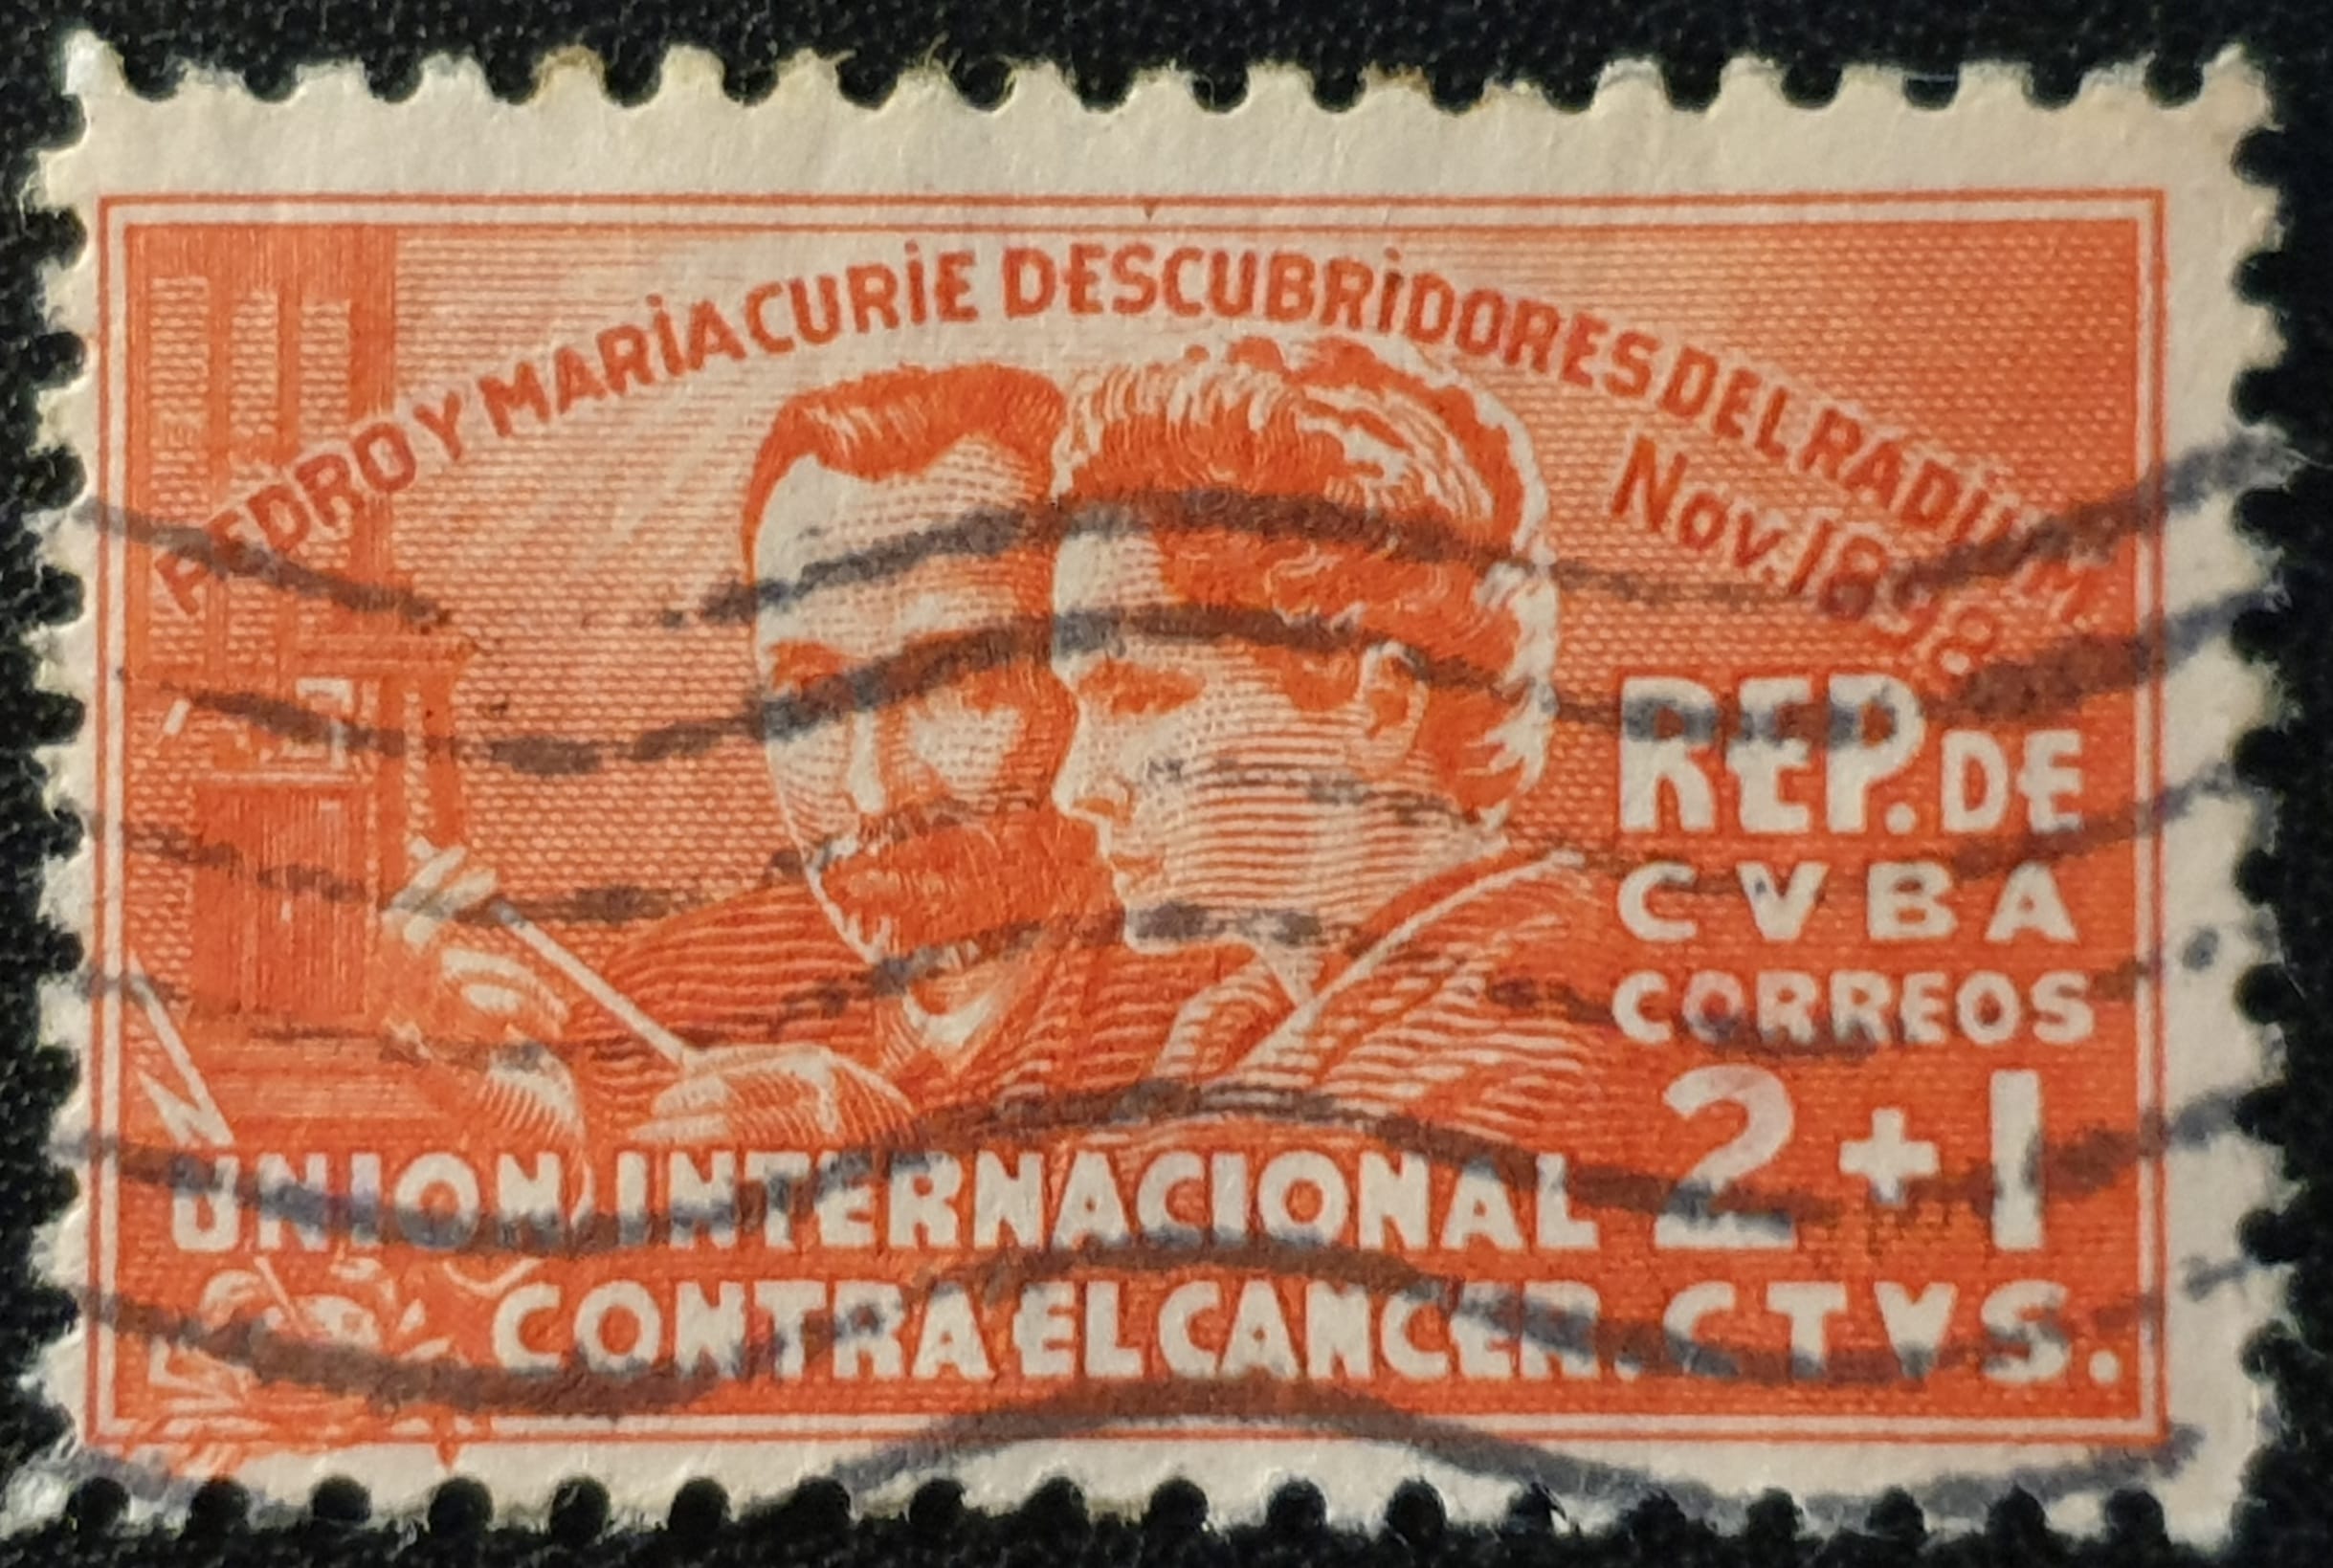 PEDRO Y MARIA CURIE DESCUBRIDORES DEL RADIUM
Nov. 1898
REP. DE
CVBA
CORREOS
2+1
UNION INTERNACIONAL
CONTRA EL CANCER. CTVS.